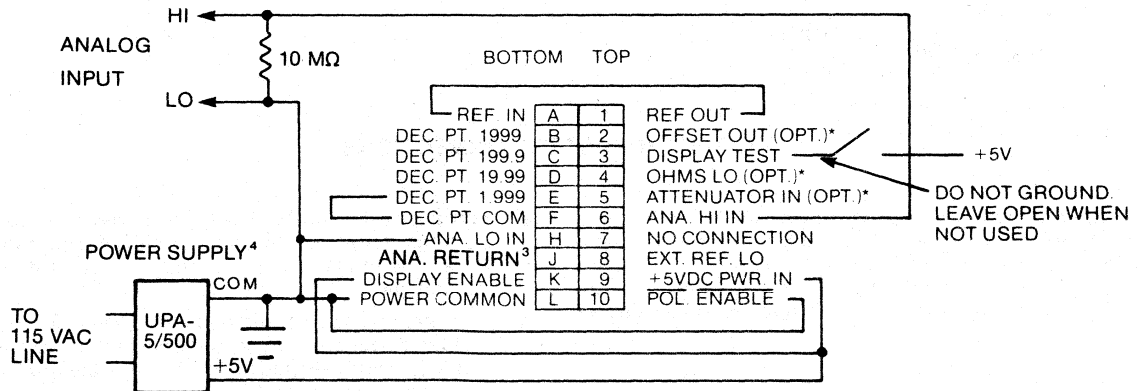 HI
ANALOG
INPUT
10 MΩ
LO
BOTTOM TOP
REF. IN A 1 REF OUT
DEC. PT. 1999 B 2 OFFSET OUT (OPT.)*
DEC. PT. 199.9 C 3 DISPLAY TEST +5V
DEC. PT. 19.99 D 4 OHMS LO (OPT.)*
DEC. PT. 1.999 E 5 ATTENUATOR IN (OPT.)*
DEC. PT. COM F 6 ANA. HI IN
ANA. LO IN H 7 NO CONNECTION
ANA. RETURN³ J 8 EXT. REF. LO
DISPLAY ENABLE K 9 +5VDC PWR. IN
POWER COMMON L 10 POL. ENABLE
DO NOT GROUND.
LEAVE OPEN WHEN
NOT USED
POWER SUPPLY⁴
COM
TO
115 VAC
LINE
UPA-
5/500
+5V